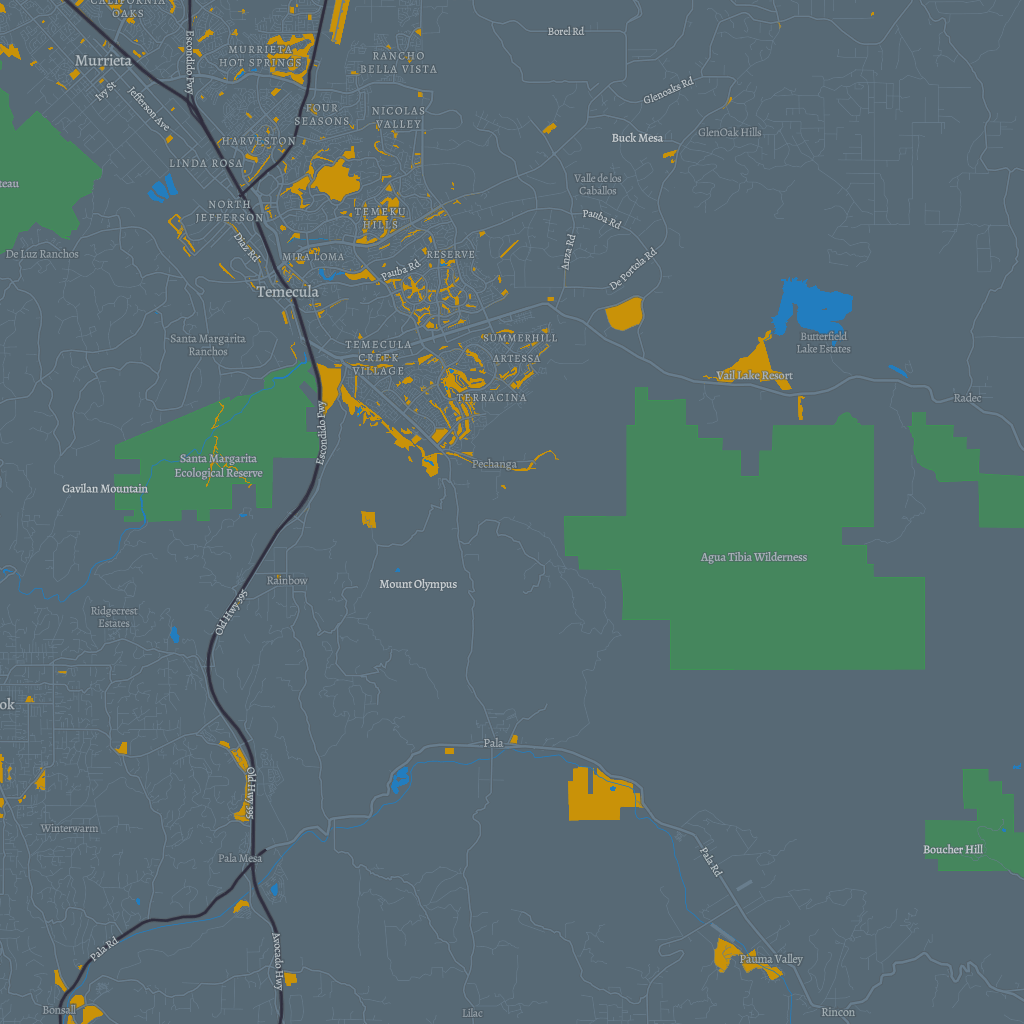 CALIFORNIA
OAKS
Borel Rd
Murrieta
Escondido Fwy
MURRIETA
HOT SPRINGS
RANCHO
BELLA VISTA
Ivy St
Jefferson Ave
Glenoaks Rd
FOUR
SEASONS
NICOLAS
VALLEY
Buck Mesa
GlenOak Hills
HARVESTON
LINDA ROSA
teau
Valle de los
Caballos
NORTH
JEFFERSON
TEMEKU
HILLS
Pauba Rd
De Luz Ranchos
Diaz Rd
MIRA LOMA
Pauba Rd
RESERVE
Anza Rd
De Portola Rd
Temecula
Santa Margarita
Ranchos
TEMECULA
CREEK
VILLAGE
SUMMERHILL
ARTESSA
Butterfield
Lake Estates
Vail Lake Resort
TERRACINA
Radec
Escondido Fwy
Santa Margarita
Ecological Reserve
Pechanga
Gavilan Mountain
Agua Tibia Wilderness
Rainbow
Mount Olympus
Old Hwy 395
Ridgecrest
Estates
ok
Pala
Old Hwy 395
Winterwarm
Pala Mesa
Pala Rd
Boucher Hill
Pala Rd
Avocado Hwy
Pauma Valley
Bonsall
Lilac
Rincon